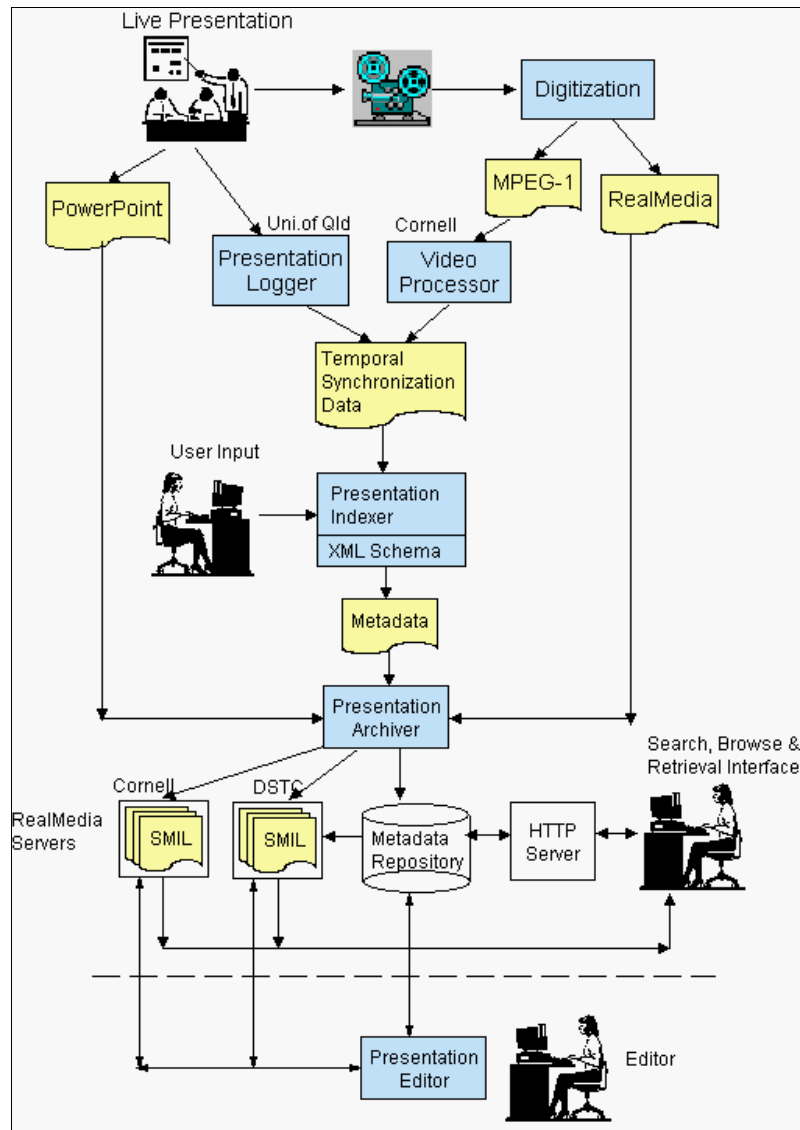 Live Presentation
Digitization
PowerPoint
MPEG-1
RealMedia
Uni.of Qld
Cornell
Presentation
Logger
Video
Processor
Temporal
Synchronization
Data
User Input
Presentation
Indexer
XML Schema
Metadata
Presentation
Archiver
Search, Browse &
Retrieval Interface
Cornell
DSTC
RealMedia
Servers
SMIL
SMIL
Metadata
Repository
HTTP
Server
Presentation
Editor
Editor